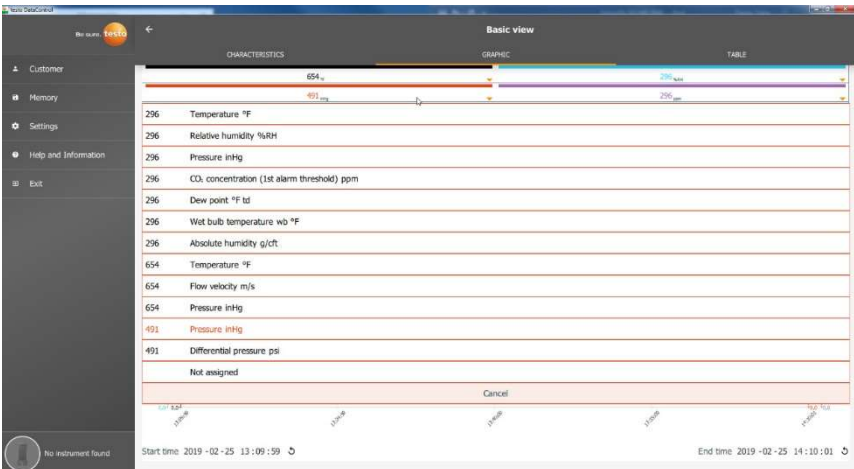 testo DataControl
Be sure. testo
Basic view
CHARACTERISTICS
GRAPHIC
TABLE
Customer
Memory
Settings
Help and Information
Exit
654
296
491 inHg
296 ppm
296 Temperature °F
296 Relative humidity %RH
296 Pressure inHg
296 CO₂ concentration (1st alarm threshold) ppm
296 Dew point °F td
296 Wet bulb temperature wb °F
296 Absolute humidity g/cft
654 Temperature °F
654 Flow velocity m/s
654 Pressure inHg
491 Pressure inHg
491 Differential pressure psi
Not assigned
Cancel
No instrument found
Start time 2019 -02 -25 13 : 09 : 59
End time 2019 -02 -25 14 : 10 : 01